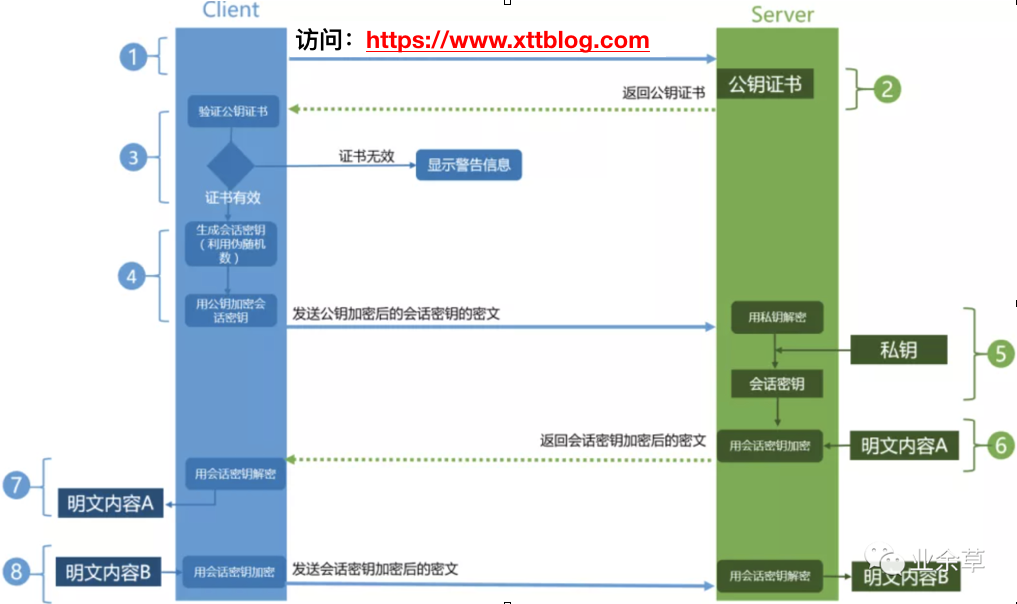 Client
Server
访问：https://www.xttblog.com
1
公钥证书
返回公钥证书
2
验证公钥证书
3
证书无效
显示警告信息
证书有效
生成会话密钥
（利用伪随机
数）
4
用公钥加密会
话密钥
发送公钥加密后的会话密钥的密文
用私钥解密
私钥
5
会话密钥
返回会话密钥加密后的密文
用会话密钥加密
明文内容A
6
用会话密钥解密
7
明文内容A
8
明文内容B
用会话密钥加密
发送会话密钥加密后的密文
用会话密钥解密
明文内容B
业余草